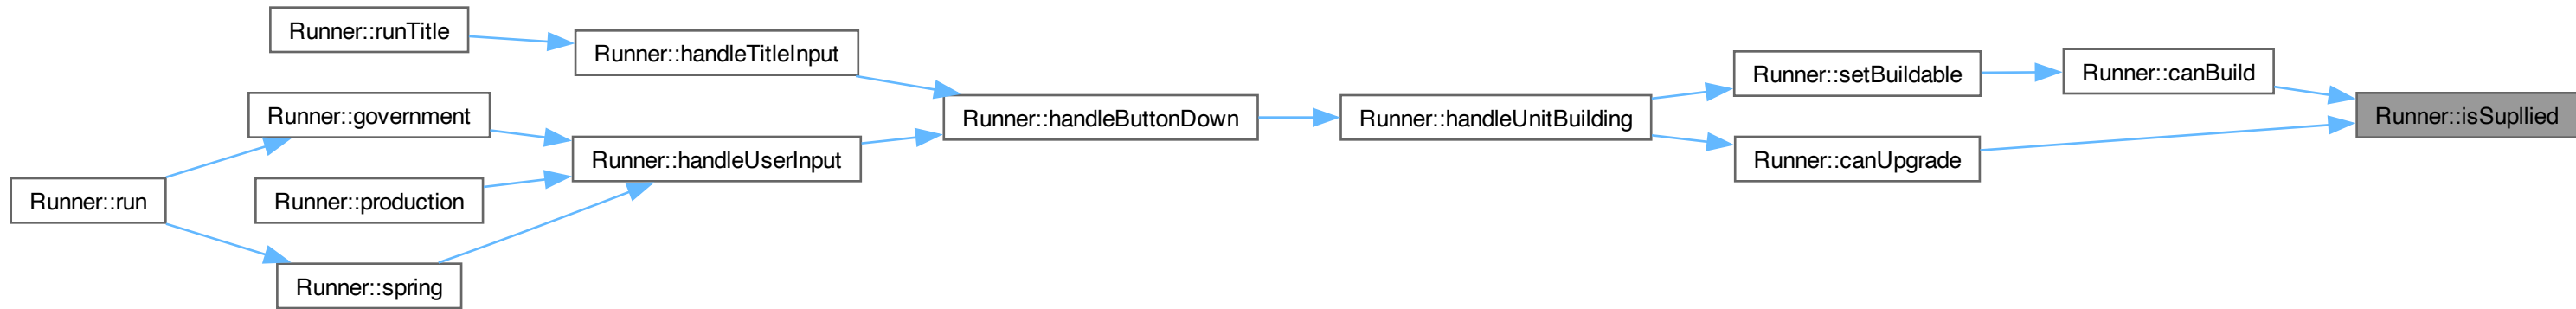 Runner::runTitle
Runner::handleTitleInput
Runner::government
Runner::handleUserInput
Runner::run
Runner::production
Runner::spring
Runner::handleButtonDown
Runner::handleUnitBuilding
Runner::setBuildable
Runner::canBuild
Runner::canUpgrade
Runner::isSupllied